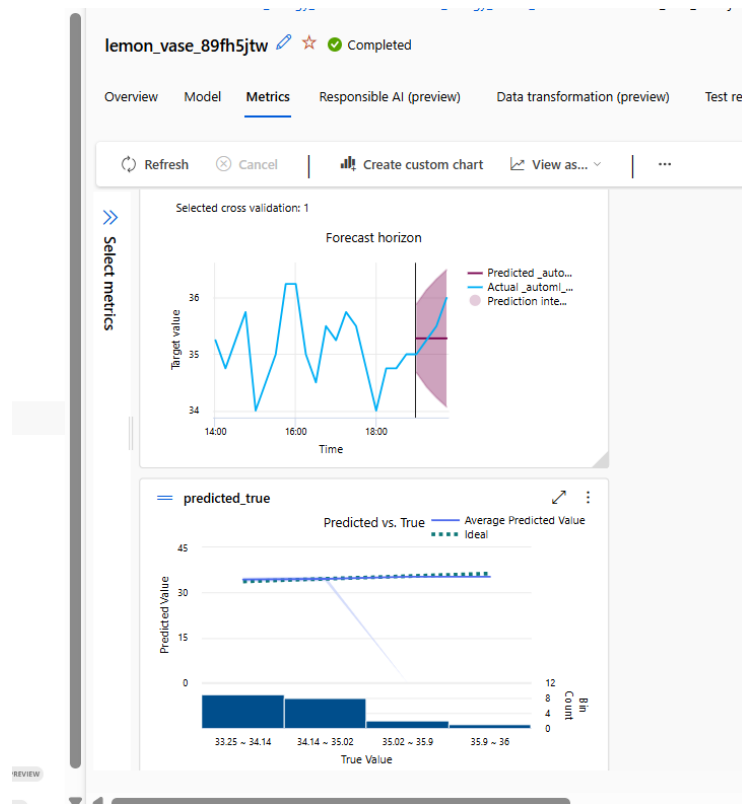 lemon_vase_89fh5jtw Completed
Overview Model Metrics Responsible AI (preview) Data transformation (preview) Test re
Refresh Cancel Create custom chart View as... ...
Select metrics
Selected cross validation: 1
Forecast horizon
Predicted _auto...
Actual _automl_...
Prediction inte...
Target value
36
35
34
14:00 16:00 18:00
Time
predicted_true
Predicted vs. True
Average Predicted Value
Ideal
Predicted Value
45
30
15
0
12
8
4
0
Bin
Count
33.25 ~ 34.14 34.14 ~ 35.02 35.02 ~ 35.9 35.9 ~ 36
True Value
PREVIEW